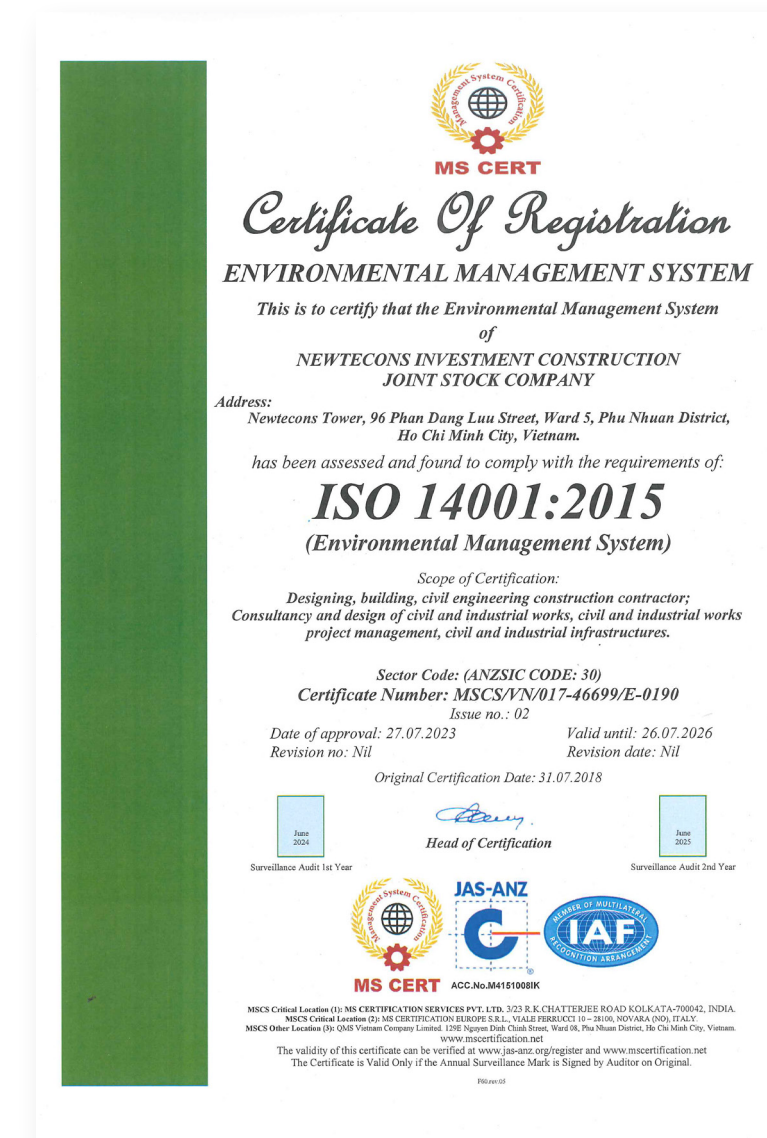 Management System Certification
MS CERT
Certificate Of Registration
ENVIRONMENTAL MANAGEMENT SYSTEM
This is to certify that the Environmental Management System
of
NEWTECONS INVESTMENT CONSTRUCTION
JOINT STOCK COMPANY
Address:
Newtecons Tower, 96 Phan Dang Luu Street, Ward 5, Phu Nhuan District,
Ho Chi Minh City, Vietnam.
has been assessed and found to comply with the requirements of:
ISO 14001:2015
(Environmental Management System)
Scope of Certification:
Designing, building, civil engineering construction contractor;
Consultancy and design of civil and industrial works, civil and industrial works
project management, civil and industrial infrastructures.
Sector Code: (ANZSIC CODE: 30)
Certificate Number: MSCS/VN/017-46699/E-0190
Issue no.: 02
Date of approval: 27.07.2023 Valid until: 26.07.2026
Revision no: Nil Revision date: Nil
Original Certification Date: 31.07.2018
June
2024
Head of Certification
June
2025
Surveillance Audit 1st Year Surveillance Audit 2nd Year
Management System Certification
MS CERT
JAS-ANZ
®
ACC.No.M4151008IK
MEMBER OF MULTILATERAL
IAF
RECOGNITION ARRANGEMENT
MSCS Critical Location (1): MS CERTIFICATION SERVICES PVT. LTD. 3/23 R.K.CHATTERJEE ROAD KOLKATA-700042, INDIA.
MSCS Critical Location (2): MS CERTIFICATION EUROPE S.R.L., VIALE FERRUCCI 10 – 28100, NOVARA (NO), ITALY.
MSCS Other Location (3): QMS Vietnam Company Limited. 129E Nguyen Dinh Chinh Street, Ward 08, Phu Nhuan District, Ho Chi Minh City, Vietnam.
www.mscertification.net
The validity of this certificate can be verified at www.jas-anz.org/register and www.mscertification.net
The Certificate is Valid Only if the Annual Surveillance Mark is Signed by Auditor on Original.
F60.rev.05